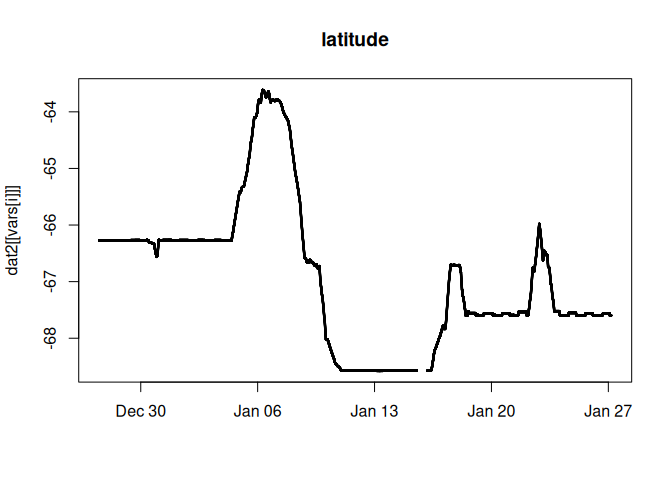 latitude
dat2[[vars[i]]]
-64
-65
-66
-67
-68
Dec 30
Jan 06
Jan 13
Jan 20
Jan 27